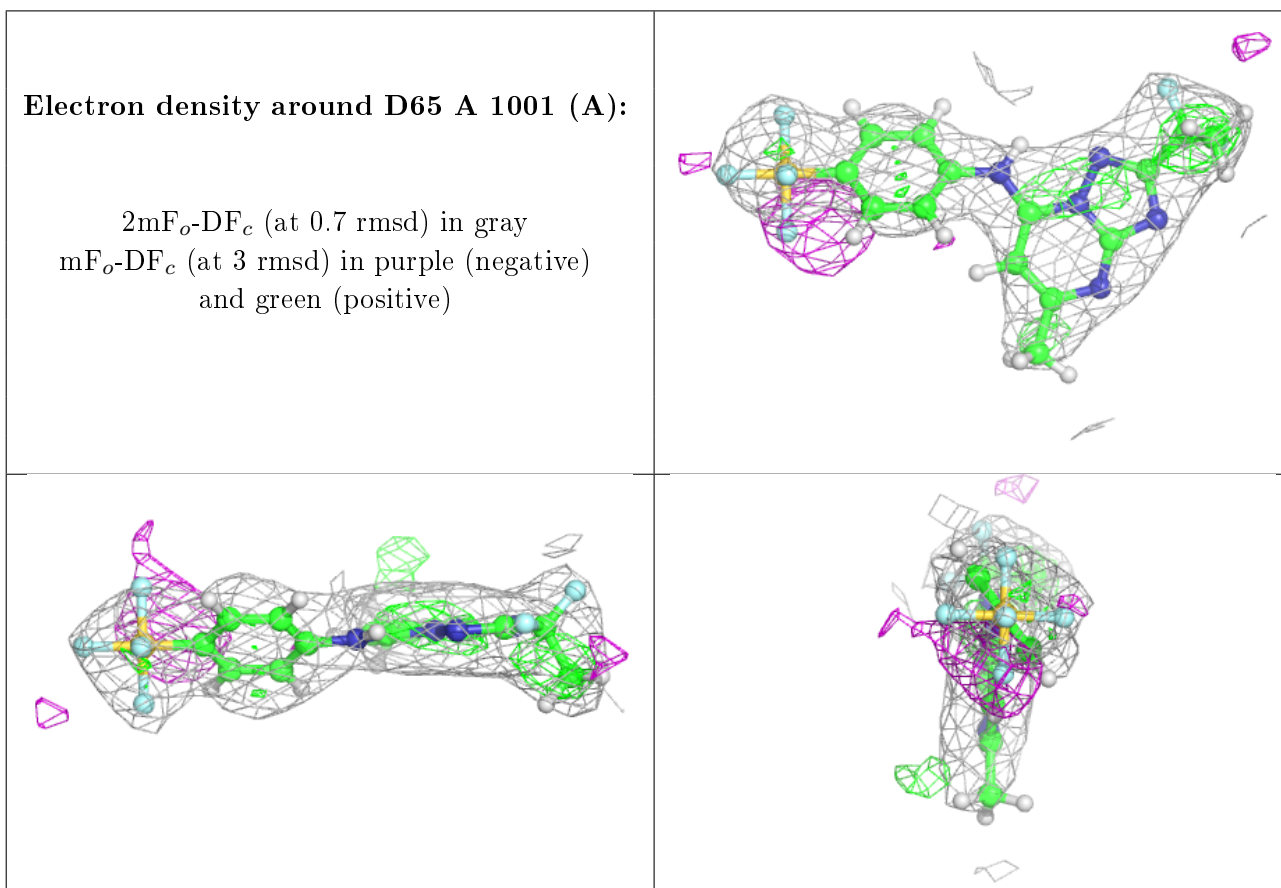 Electron density around D65 A 1001 (A):
2mFₒ-DF𝒸 (at 0.7 rmsd) in gray
mFₒ-DF𝒸 (at 3 rmsd) in purple (negative)
and green (positive)